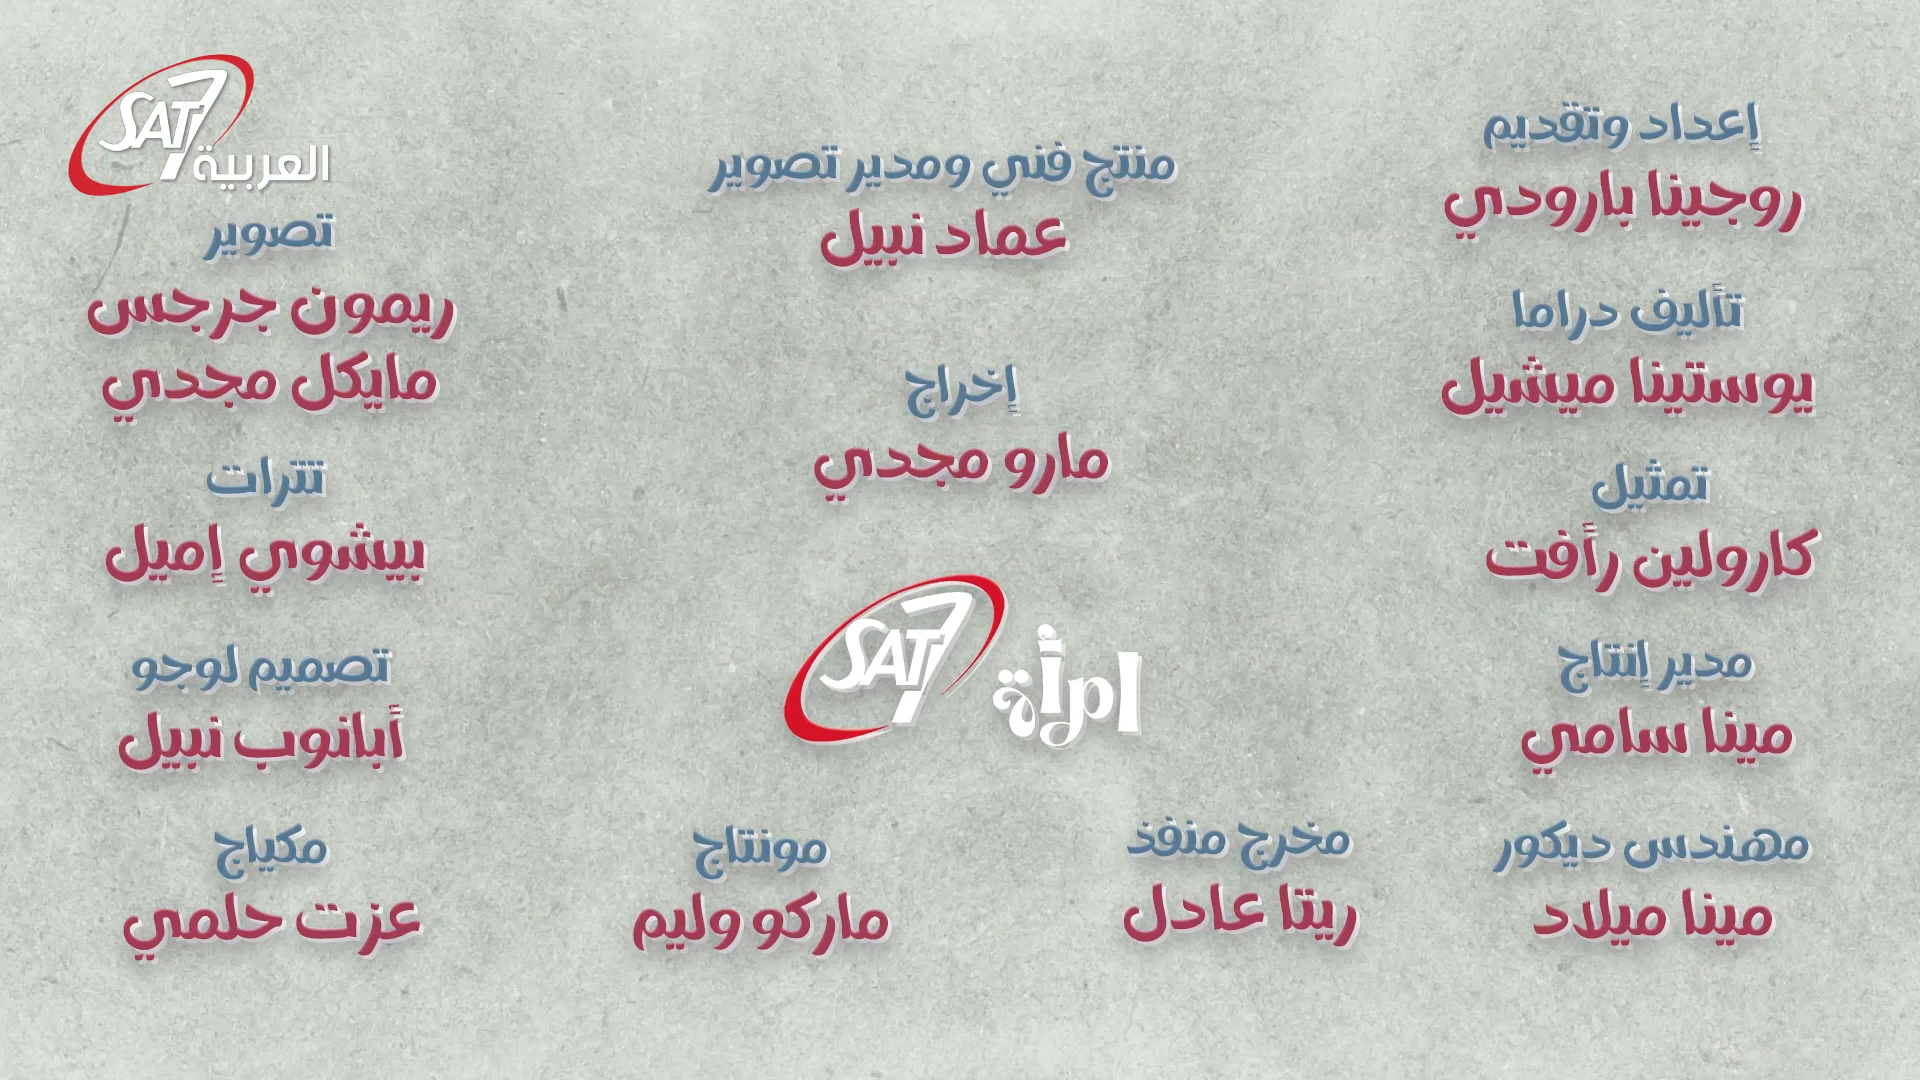 إعداد وتقديم
روجينا بارودي
تأليف دراما
يوستينا ميشيل
تمثيل
كارولين رأفت
مدير إنتاج
مينا سامي
مهندس ديكور
مينا ميلاد
منتج فني ومدير تصوير
عماد نبيل
إخراج
مارو مجدي
SAT7
امرأة
مخرج منفذ
ريتا عادل
مونتاج
ماركو وليم
SAT7
العربية
تصوير
ريمون جرجس
مايكل مجدي
تترات
بيشوي إميل
تصميم لوجو
أبانوب نبيل
مكياج
عزت حلمي